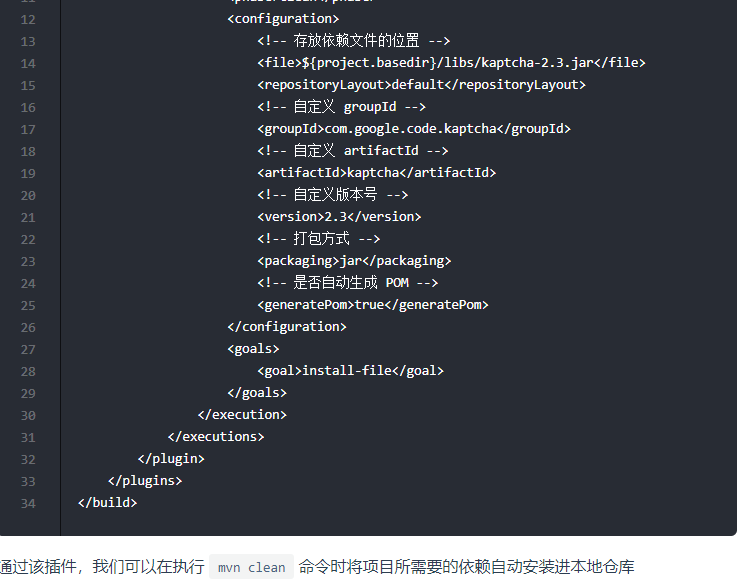 12 <configuration>
13 <!-- 存放依赖文件的位置 -->
14 <file>${project.basedir}/libs/kaptcha-2.3.jar</file>
15 <repositoryLayout>default</repositoryLayout>
16 <!-- 自定义 groupId -->
17 <groupId>com.google.code.kaptcha</groupId>
18 <!-- 自定义 artifactId -->
19 <artifactId>kaptcha</artifactId>
20 <!-- 自定义版本号 -->
21 <version>2.3</version>
22 <!-- 打包方式 -->
23 <packaging>jar</packaging>
24 <!-- 是否自动生成 POM -->
25 <generatePom>true</generatePom>
26 </configuration>
27 <goals>
28 <goal>install-file</goal>
29 </goals>
30 </execution>
31 </executions>
32 </plugin>
33 </plugins>
34 </build>
通过该插件，我们可以在执行 mvn clean 命令时将项目所需要的依赖自动安装进本地仓库